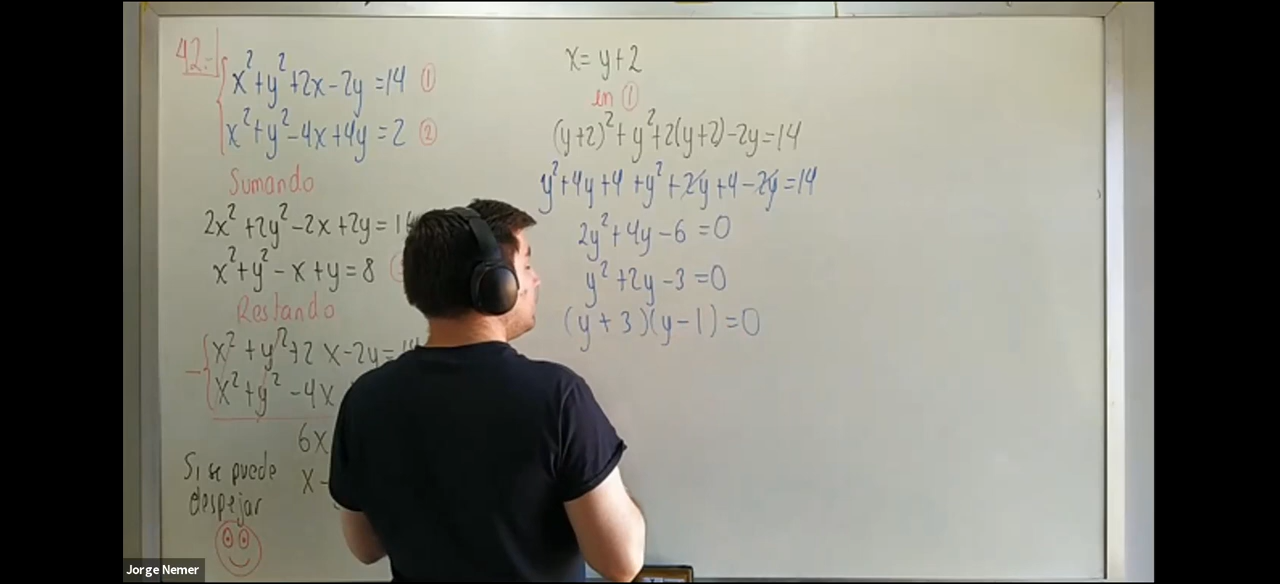 42.-
x²+y²+2x-2y=14 ①
x²+y²-4x+4y=2 ②
Sumando
2x²+2y²-2x+2y=1
x²+y²-x+y=8
Restando
x²+y²+2x-2y=1
- x²+y²-4x
6x
x-
Si se puede
despejar
x=y+2
en ①
(y+2)²+y²+2(y+2)-2y=14
y²+4y+4+y²+2y+4-2y=14
2y²+4y-6=0
y²+2y-3=0
(y+3)(y-1)=0
Jorge Nemer